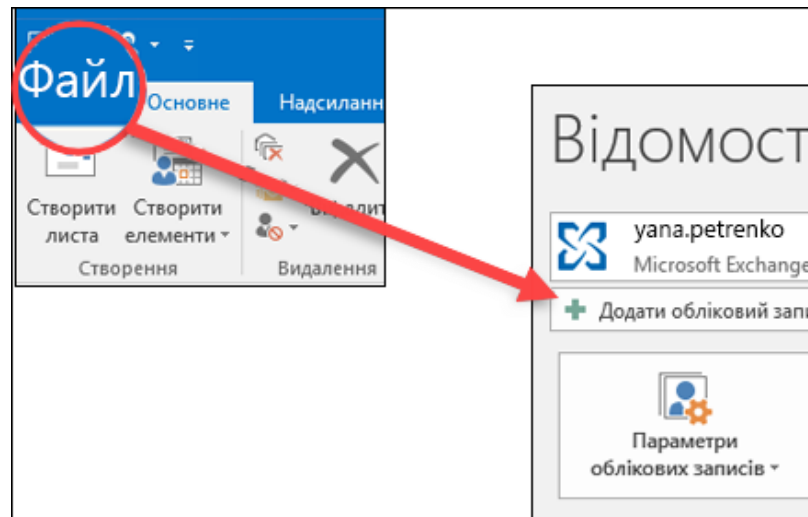 Файл
Основне
Надсиланн
Створити листа
Створити елементи
Створення
Видалення
Відомост
yana.petrenko
Microsoft Exchange
Додати обліковий запи
Параметри
облікових записів